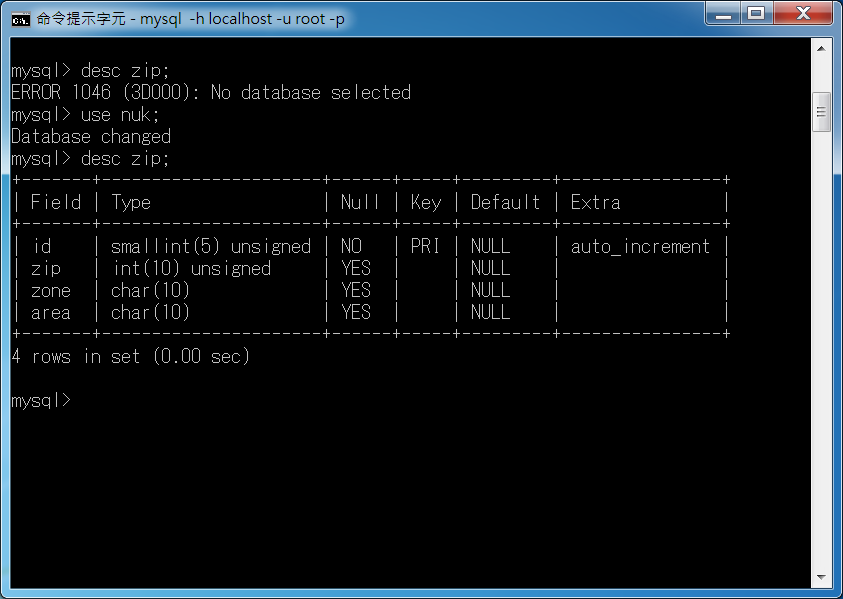 命令提示字元 - mysql -h localhost -u root -p
mysql> desc zip;
ERROR 1046 (3D000): No database selected
mysql> use nuk;
Database changed
mysql> desc zip;
+-------+----------------------+------+-----+---------+----------------+
| Field | Type                 | Null | Key | Default | Extra          |
+-------+----------------------+------+-----+---------+----------------+
| id    | smallint(5) unsigned | NO   | PRI | NULL    | auto_increment |
| zip   | int(10) unsigned     | YES  |     | NULL    |                |
| zone  | char(10)             | YES  |     | NULL    |                |
| area  | char(10)             | YES  |     | NULL    |                |
+-------+----------------------+------+-----+---------+----------------+
4 rows in set (0.00 sec)
mysql>